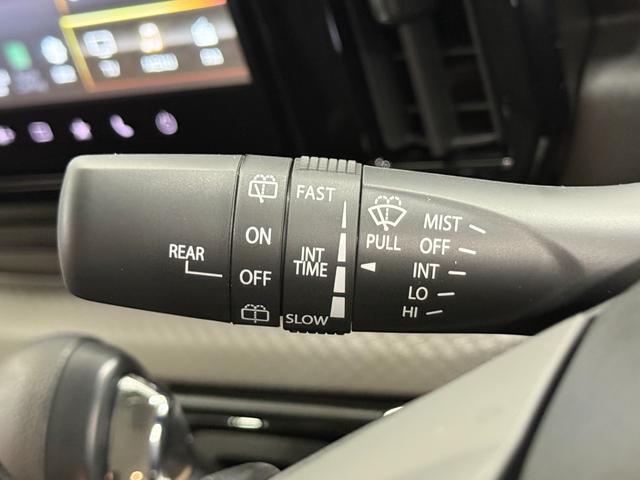 REAR
ON
OFF
FAST
INT
TIME
SLOW
PULL
MIST
OFF
INT
LO
HI